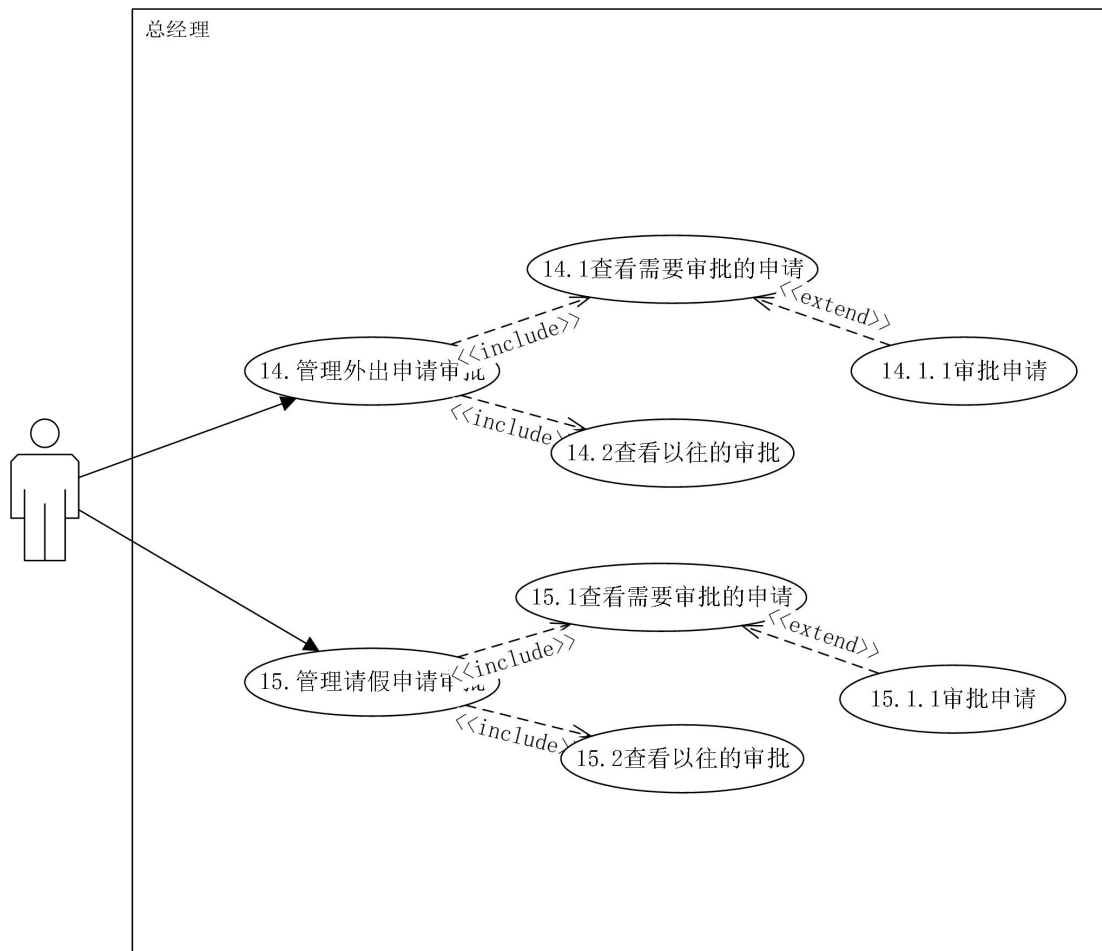 总经理
14.1查看需要审批的申请
<<extend>>
<<include>>
14.管理外出申请审批
14.1.1审批申请
<<include>>
14.2查看以往的审批
15.1查看需要审批的申请
<<extend>>
<<include>>
15.管理请假申请审批
15.1.1审批申请
<<include>>
15.2查看以往的审批